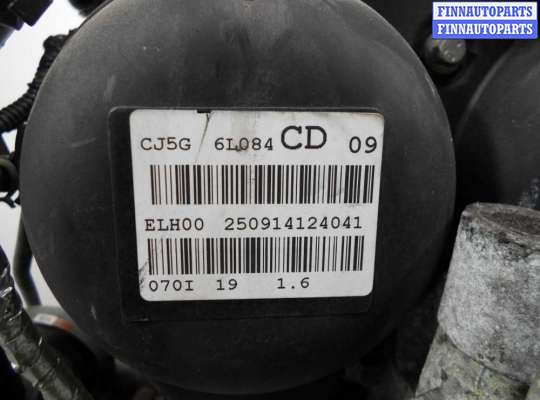 FINNAUTOPARTS
FINNAUTOPARTS
CJ5G 6L084 CD 09
ELH00 250914124041
070I 19 1.6